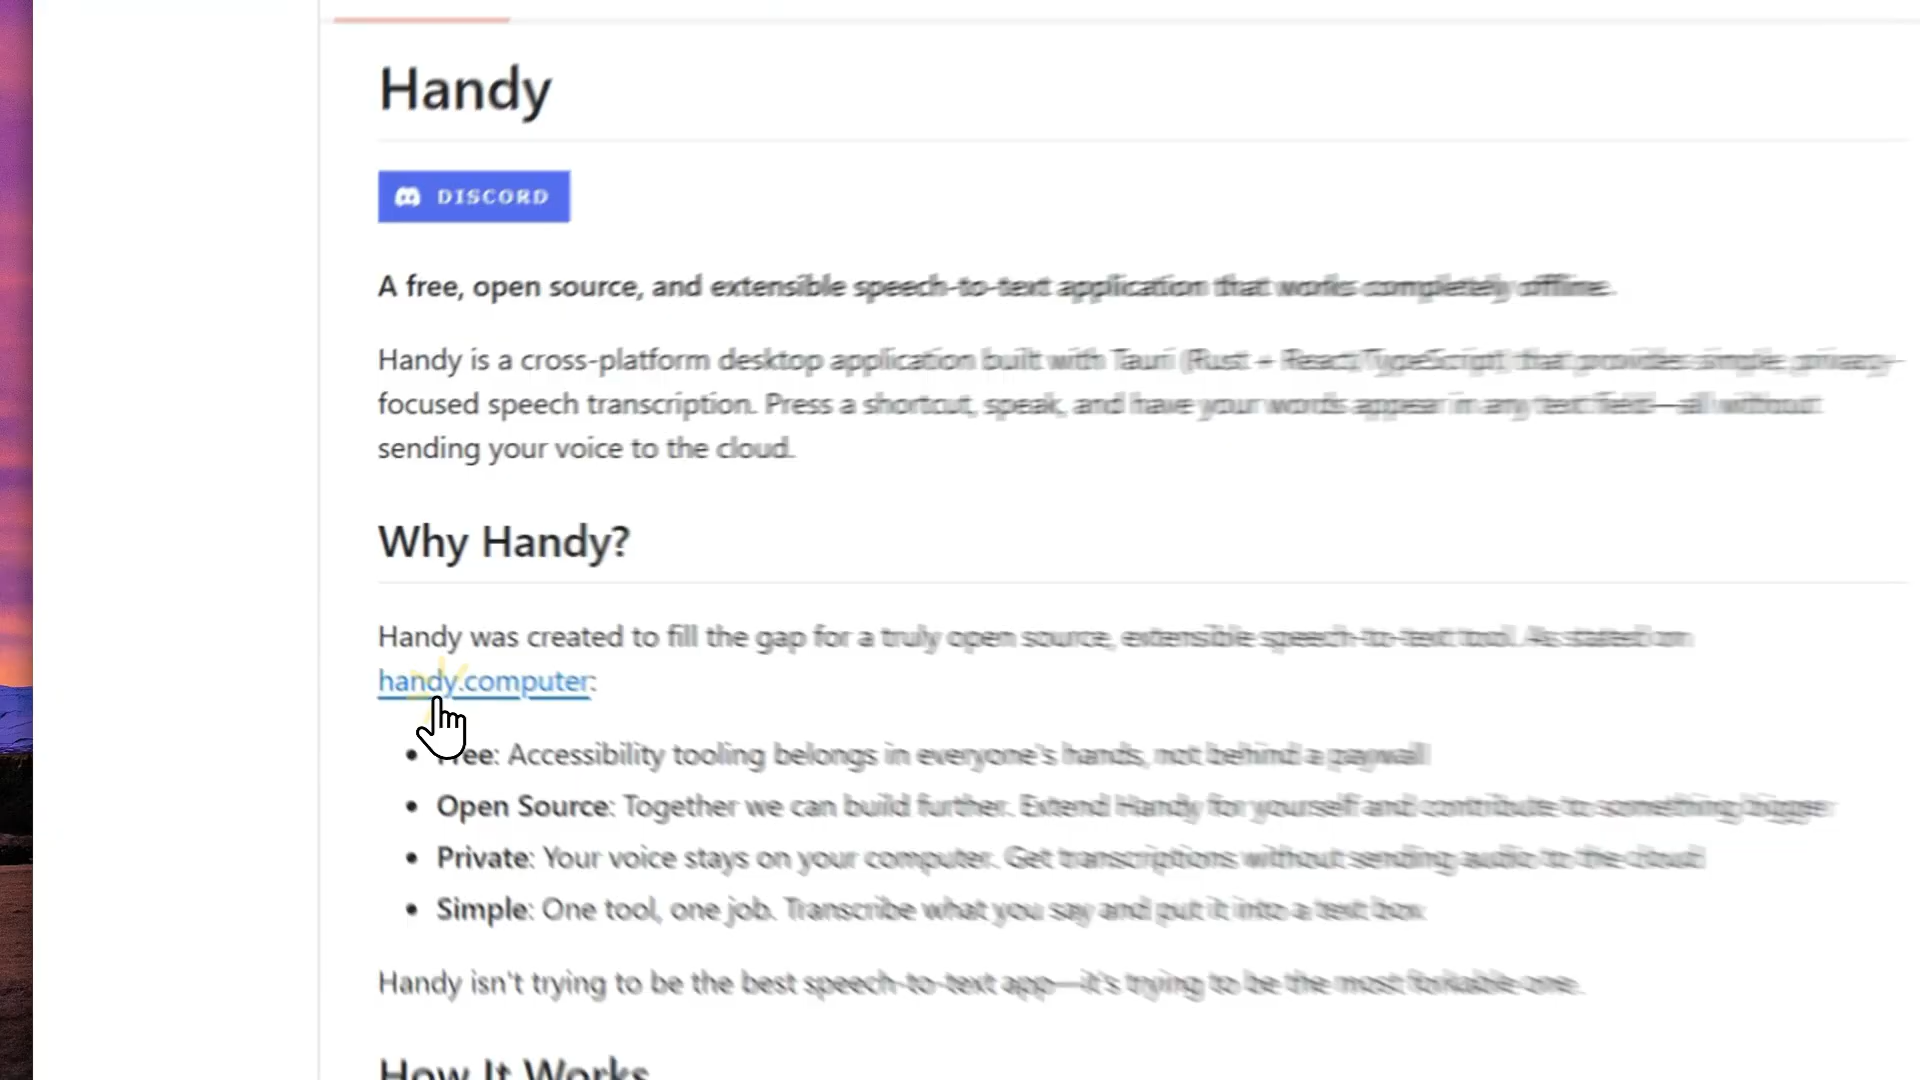 Handy
DISCORD
A free, open source, and extensible speech-to-text application that works completely offline.
Handy is a cross-platform desktop application built with Tauri (Rust + React/TypeScript) that provides simple, privacy-
focused speech transcription. Press a shortcut, speak, and have your words appear in any text field—all without
sending your voice to the cloud.
Why Handy?
Handy was created to fill the gap for a truly open source, extensible speech-to-text tool. As stated on
handy.computer:
Free: Accessibility tooling belongs in everyone's hands, not behind a paywall
Open Source: Together we can build further. Extend Handy for yourself and contribute to something bigger
Private: Your voice stays on your computer. Get transcriptions without sending audio to the cloud
Simple: One tool, one job. Transcribe what you say and put it into a text box
Handy isn't trying to be the best speech-to-text app—it's trying to be the most forkable one.
How It Works